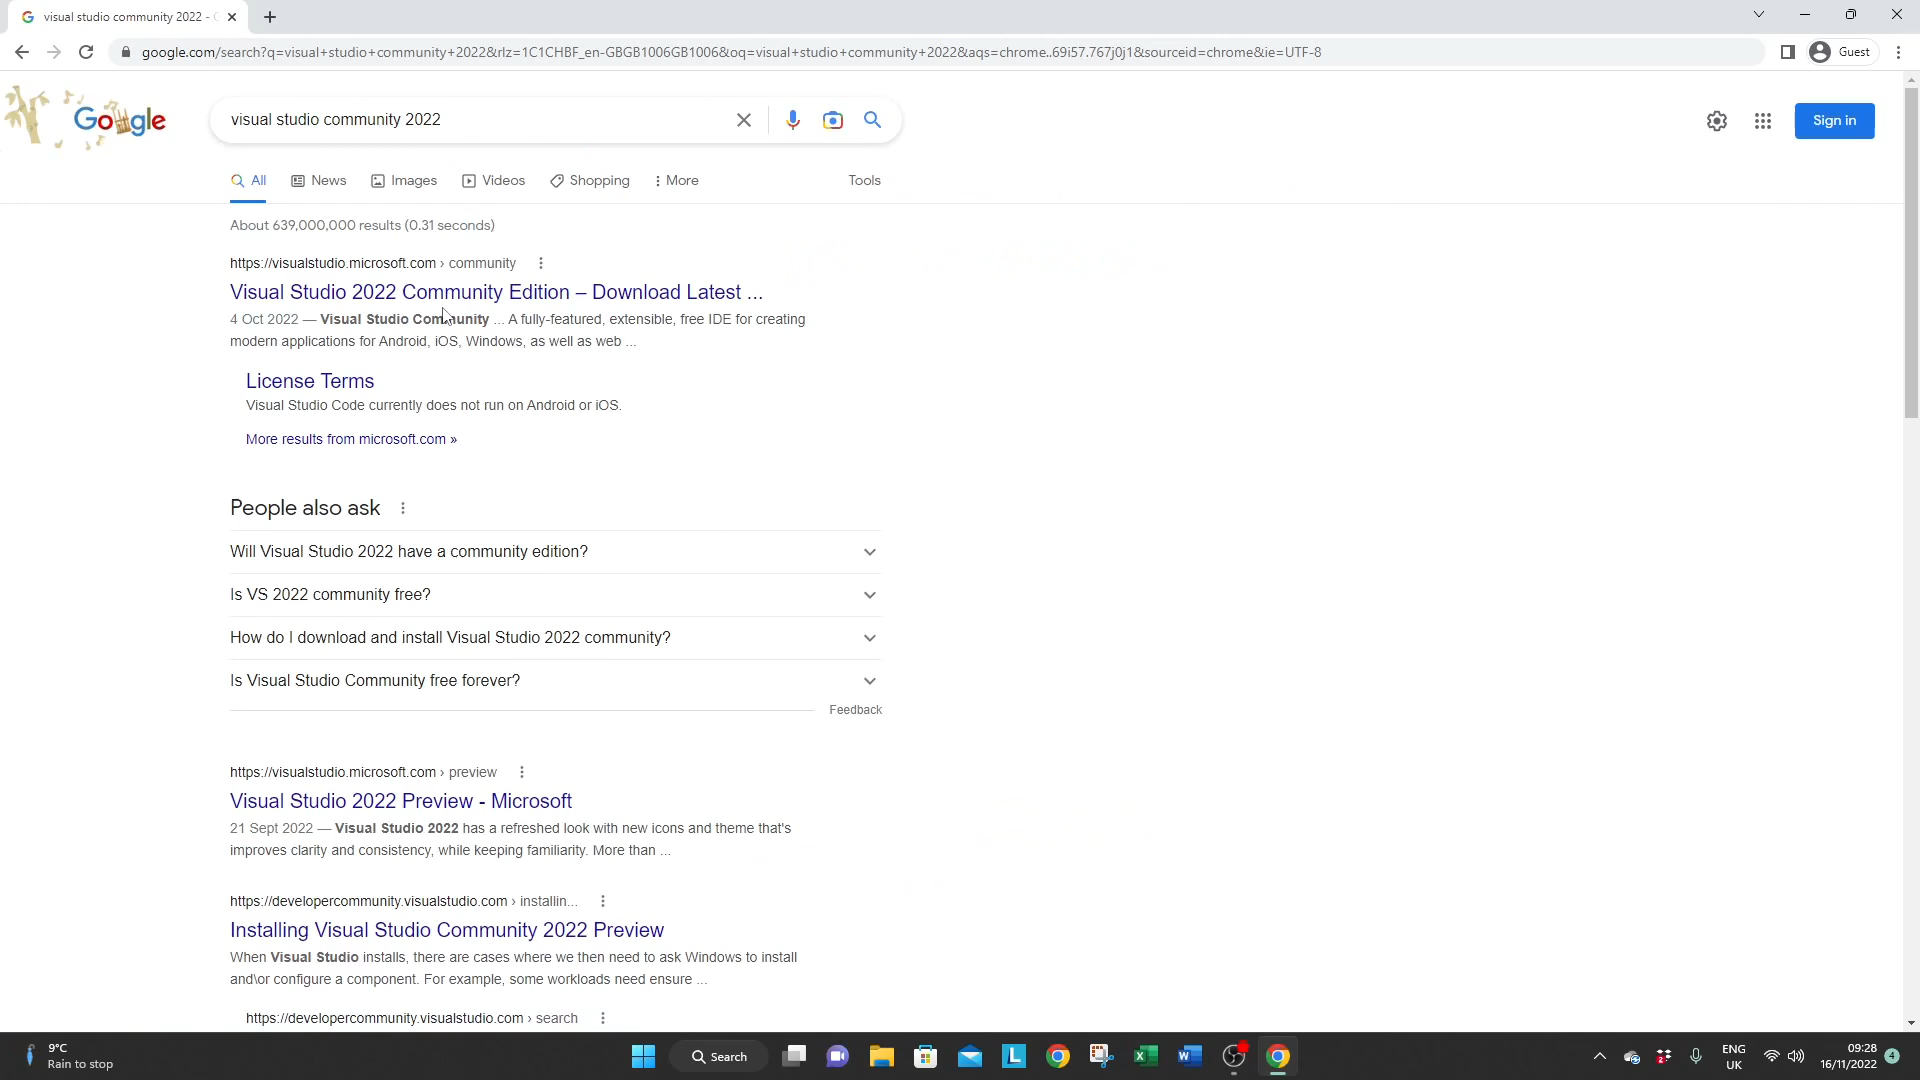 visual studio community 2022 -
google.com/search?q=visual+studio+community+2022&rlz=1C1CHBF_en-GBGB1006GB1006&oq=visual+studio+community+2022&aqs=chrome..69i57.767j0j1&sourceid=chrome&ie=UTF-8
Guest
Google
visual studio community 2022
Sign in
All News Images Videos Shopping More Tools
About 639,000,000 results (0.31 seconds)
https://visualstudio.microsoft.com › community
Visual Studio 2022 Community Edition – Download Latest ...
4 Oct 2022 — Visual Studio Community ... A fully-featured, extensible, free IDE for creating
modern applications for Android, iOS, Windows, as well as web ...
License Terms
Visual Studio Code currently does not run on Android or iOS.
More results from microsoft.com »
People also ask
Will Visual Studio 2022 have a community edition?
Is VS 2022 community free?
How do I download and install Visual Studio 2022 community?
Is Visual Studio Community free forever?
Feedback
https://visualstudio.microsoft.com › preview
Visual Studio 2022 Preview - Microsoft
21 Sept 2022 — Visual Studio 2022 has a refreshed look with new icons and theme that's
improves clarity and consistency, while keeping familiarity. More than ...
https://developercommunity.visualstudio.com › installin...
Installing Visual Studio Community 2022 Preview
When Visual Studio installs, there are cases where we then need to ask Windows to install
and\or configure a component. For example, some workloads need ensure ...
https://developercommunity.visualstudio.com › search
9°C
Rain to stop
Search
L
ENG
UK
09:28
16/11/2022
4